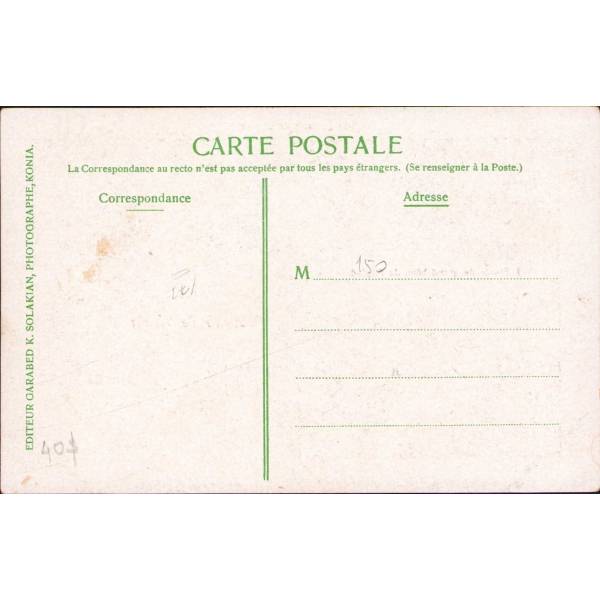 CARTE POSTALE
La Correspondance au recto n'est pas acceptée par tous les pays étrangers. (Se renseigner à la Poste.)
Correspondance
Adresse
M
150
40$
EDITEUR GARABED K. SOLAKIAN, PHOTOGRAPHE, KONIA.